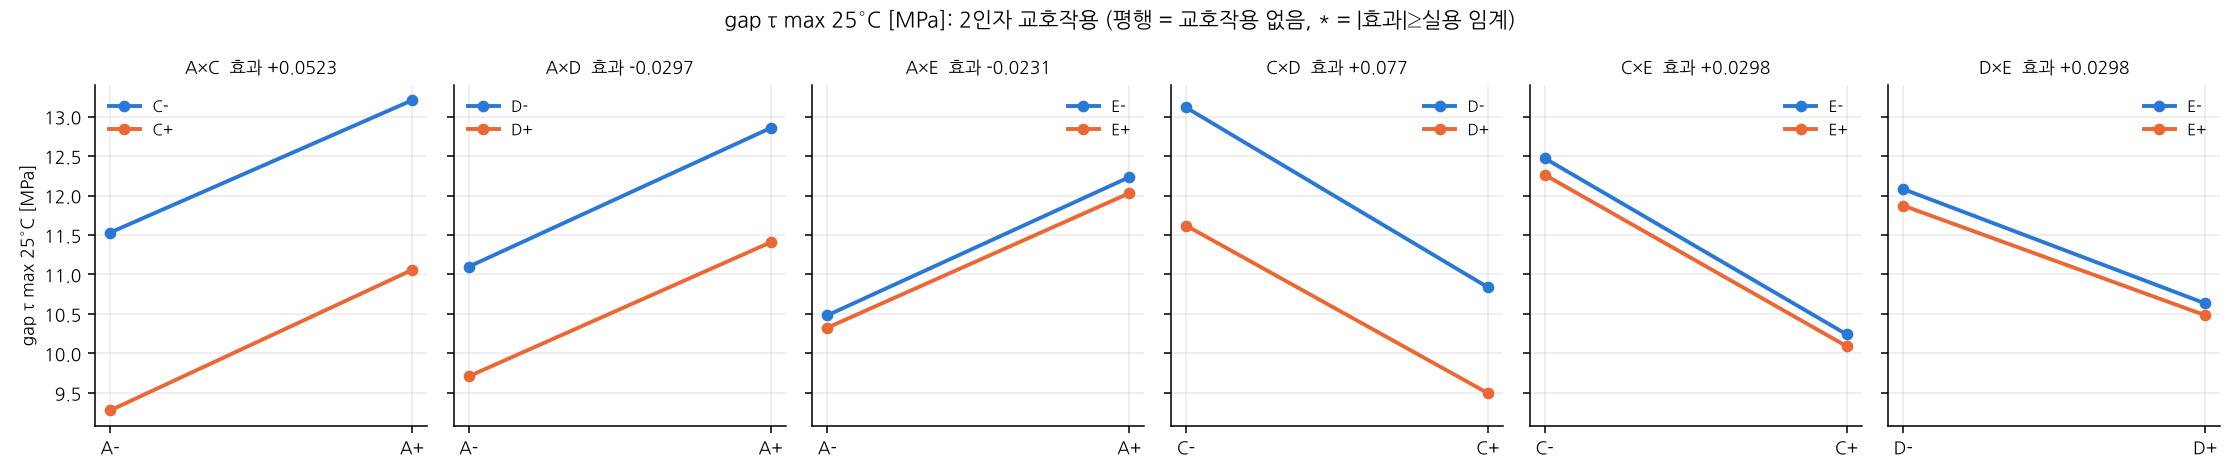 gap τ max 25°C [MPa]: 2인자 교호작용 (평행 = 교호작용 없음, * = |효과|≥실용 임계)
A×C 효과 +0.0523
A×D 효과 -0.0297
A×E 효과 -0.0231
C×D 효과 +0.077
C×E 효과 +0.0298
D×E 효과 +0.0298
gap τ max 25°C [MPa]
13.0
12.5
12.0
11.5
11.0
10.5
10.0
9.5
C-
C+
A-
A+
D-
D+
A-
A+
E-
E+
A-
A+
D-
D+
C-
C+
E-
E+
C-
C+
E-
E+
D-
D+